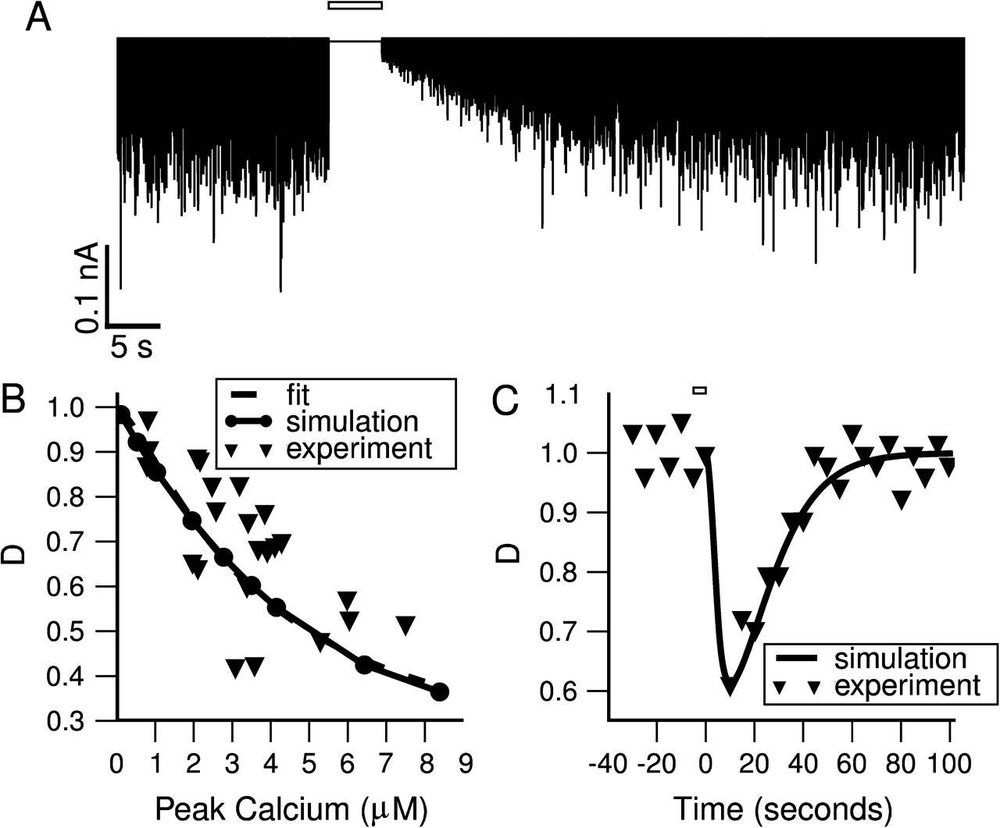 A
0.1 nA
5 s
B
fit
simulation
experiment
1.0
0.9
0.8
0.7
0.6
0.5
0.4
0.3
D
0 1 2 3 4 5 6 7 8 9
Peak Calcium (μM)
C
1.1
1.0
0.9
0.8
0.7
0.6
D
simulation
experiment
-40 -20 0 20 40 60 80 100
Time (seconds)